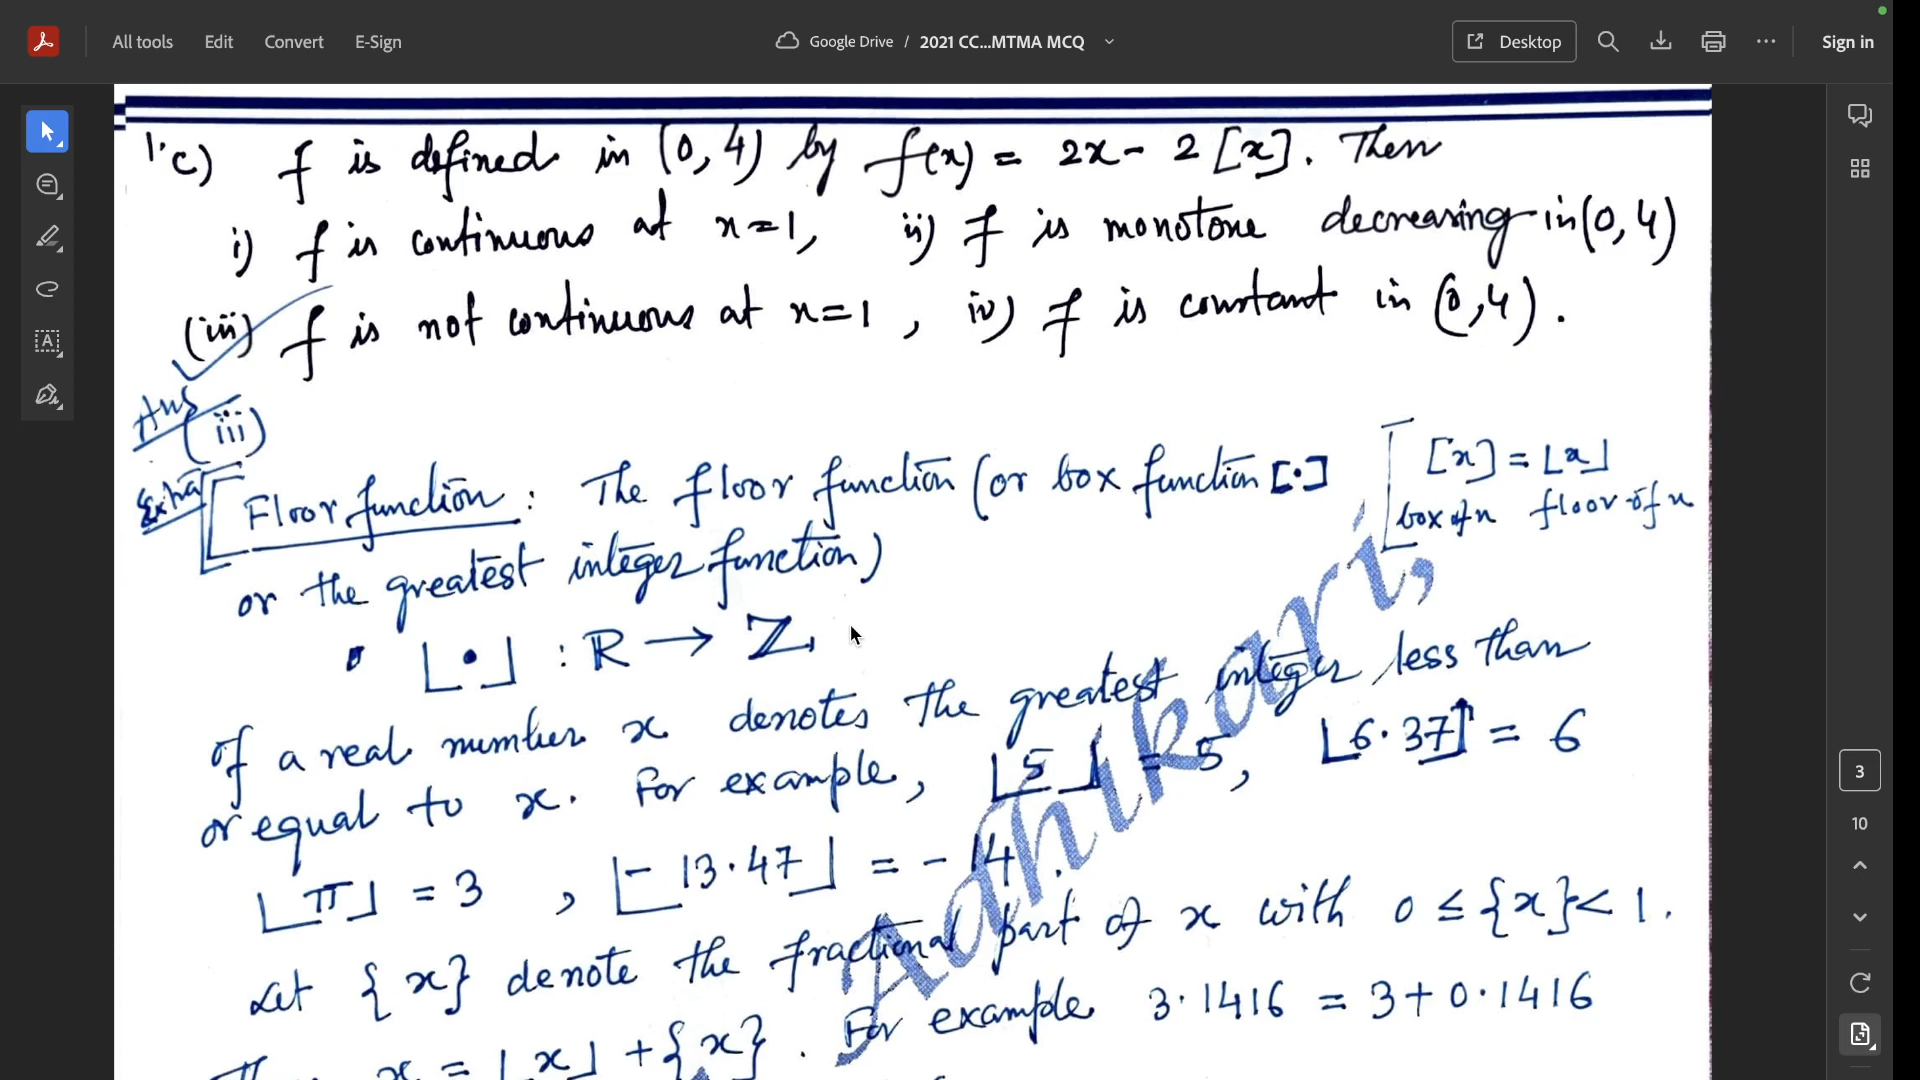 All tools Edit Convert E-Sign Google Drive / 2021 CC...MTMA MCQ Desktop Sign in
1.c) f is defined in (0,4) by f(x) = 2x - 2[x]. Then
i) f is continuous at x=1, ii) f is monotone decreasing in (0,4)
(iii) f is not continuous at x=1, iv) f is constant in (0,4).
Ans (iii)
Extra [Floor function: The floor function (or box function [·] [[x] = ⌊x⌋
box of x floor of x
or the greatest integer function)
⌊•⌋ : R → Z
of a real number x denotes the greatest integer less than
or equal to x. For example, ⌊5⌋ = 5, ⌊6.37⌋ = 6
⌊π⌋ = 3, ⌊-13.47⌋ = -14.
Let {x} denote the fractional part of x with 0 ≤ {x} < 1.
For example 3.1416 = 3+0.1416
x = ⌊x⌋ + {x}.
Adhikari,
3
10